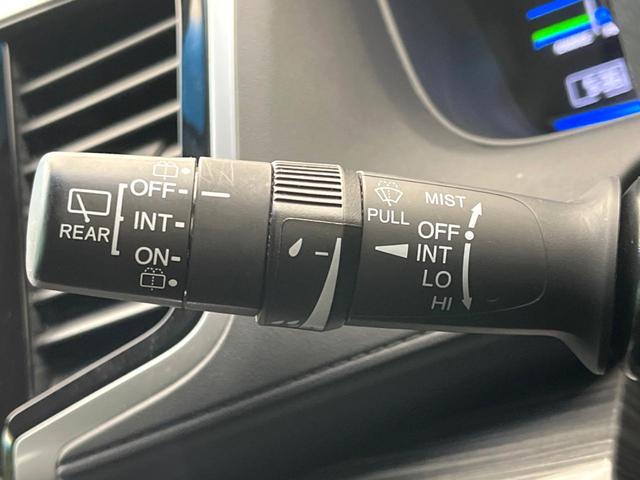 REAR
OFF
INT
ON
PULL
MIST
OFF
INT
LO
HI